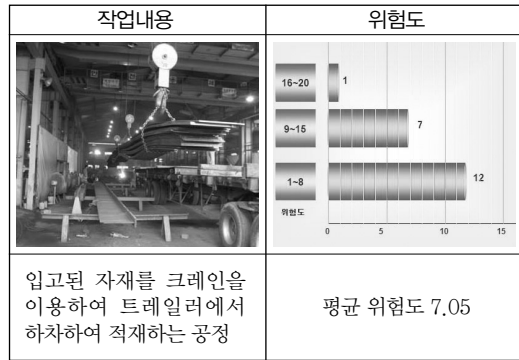 작업내용
위험도
16~20
1
9~15
7
1~8
12
위험도
0
5
10
15
입고된 자재를 크레인을
이용하여 트레일러에서
하차하여 적재하는 공정
평균 위험도 7.05